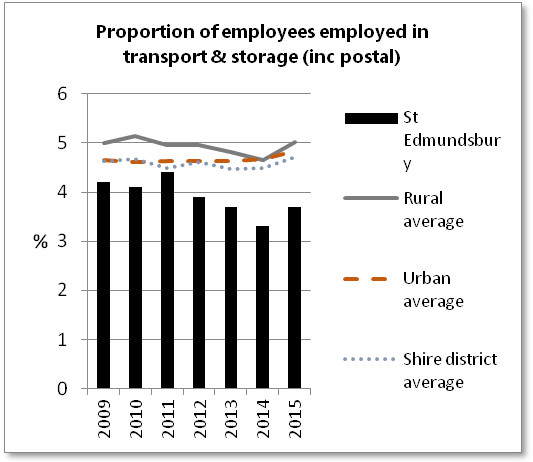 Proportion of employees employed in
transport & storage (inc postal)
6
5
4
3
2
1
0
%
2009
2010
2011
2012
2013
2014
2015
St
Edmundsbur
y
Rural
average
Urban
average
Shire district
average